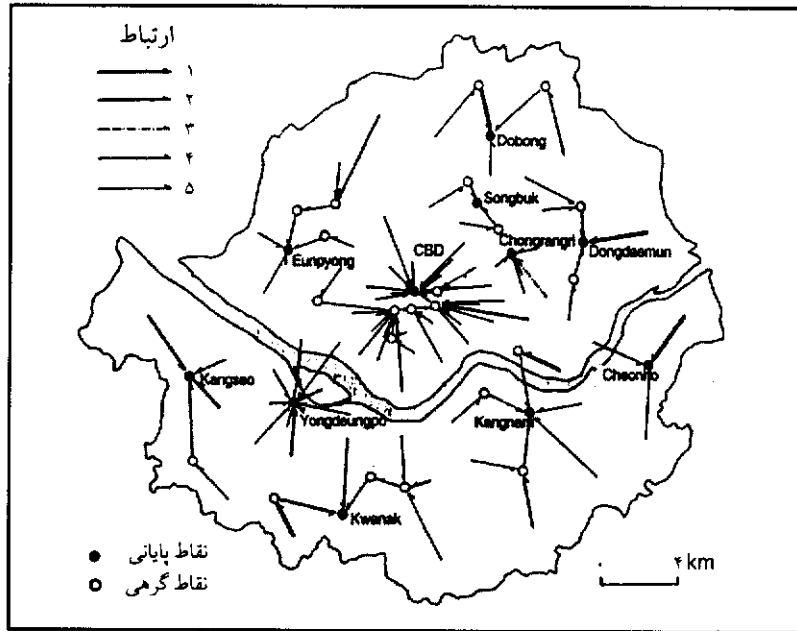 ارتباط
۱
۲
۳
۴
۵
Dobong
Songbuk
Chongrangri
Dongdaemun
CBD
Eunpyong
Kangseo
Yongdeungpo
Kangnam
Cheonho
Kwanak
نقاط پایانی
نقاط گرهی
۴ km